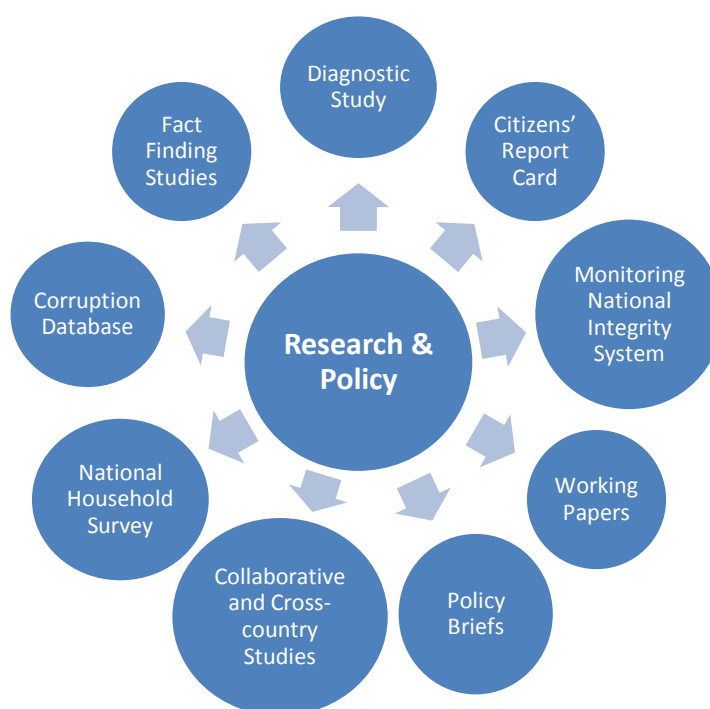 Diagnostic
Study
Citizens'
Report
Card
Monitoring
National
Integrity
System
Working
Papers
Policy
Briefs
Collaborative
and Cross-
country
Studies
National
Household
Survey
Corruption
Database
Fact
Finding
Studies
Research &
Policy